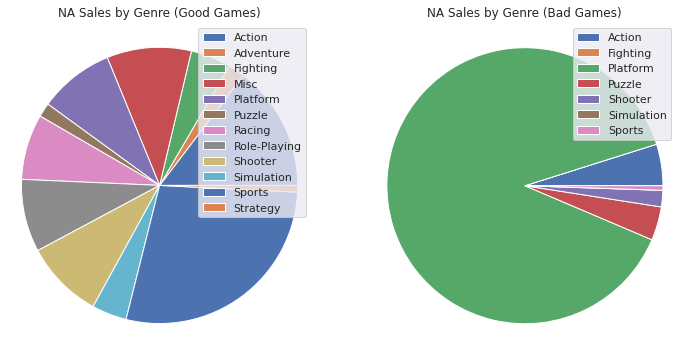 NA Sales by Genre (Good Games)
Action
Adventure
Fighting
Misc
Platform
Puzzle
Racing
Role-Playing
Shooter
Simulation
Sports
Strategy
NA Sales by Genre (Bad Games)
Action
Fighting
Platform
Puzzle
Shooter
Simulation
Sports